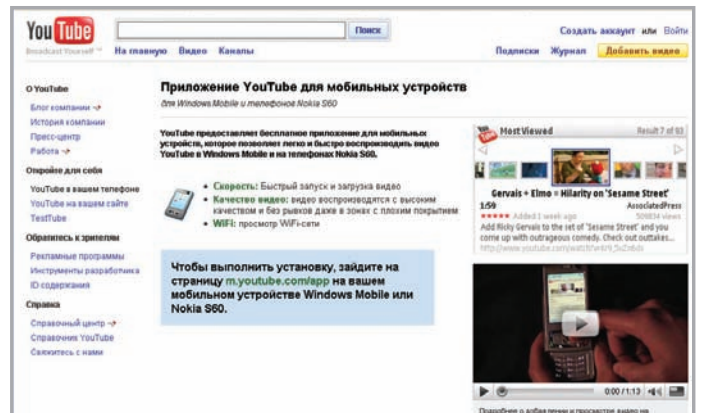 You Tube
Broadcast Yourself ™
Поиск
Создать аккаунт или Войти
На главную Видео Каналы
Подписки Журнал Добавить видео
О YouTube
Блог компании
История компании
Пресс-центр
Работа
Откройте для себя
YouTube в вашем телефоне
YouTube на вашем сайте
TestTube
Обратитесь к зрителям
Рекламные программы
Инструменты разработчика
ID содержания
Справка
Справочный центр
Справочник YouTube
Свяжитесь с нами
Приложение YouTube для мобильных устройств
для Windows Mobile и телефонов Nokia S60
YouTube предоставляет бесплатное приложение для мобильных
устройств, которое позволяет легко и быстро воспроизводить видео
YouTube в Windows Mobile и на телефонах Nokia S60.
• Скорость: Быстрый запуск и загрузка видео
• Качество видео: видео воспроизводятся с высоким
качеством и без рывков даже в зонах с плохим покрытием
• WiFi: просмотр WiFi-сети
Чтобы выполнить установку, зайдите на
страницу m.youtube.com/app на вашем
мобильном устройстве Windows Mobile или
Nokia S60.
Most Viewed Result 7 of 93
Gervais + Elmo = Hilarity on 'Sesame Street'
1:59 AssociatedPress
Added 1 week ago 509834 views
Add Ricky Gervais to the set of 'Sesame Street' and you
come up with outrageous comedy. Check out outtakes...
0:00 / 1:13
Подробнее о добавлении и просмотре видео на